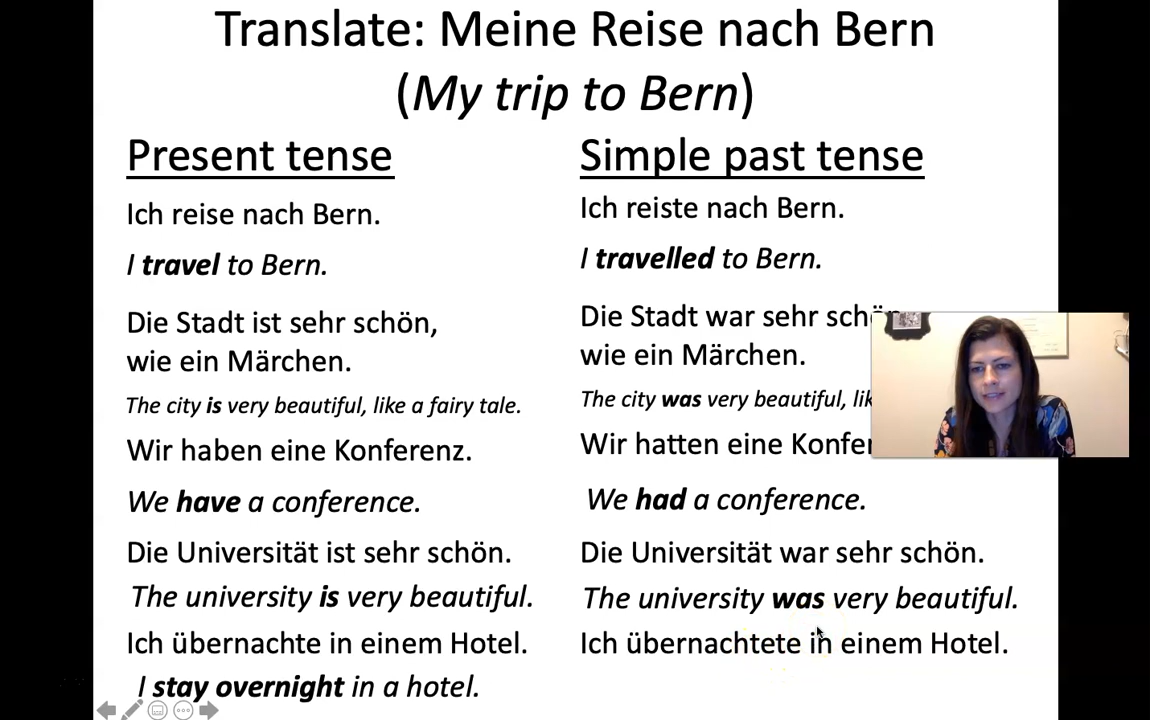 Translate: Meine Reise nach Bern
(My trip to Bern)
Present tense
Ich reise nach Bern.
I travel to Bern.
Die Stadt ist sehr schön,
wie ein Märchen.
The city is very beautiful, like a fairy tale.
Wir haben eine Konferenz.
We have a conference.
Die Universität ist sehr schön.
The university is very beautiful.
Ich übernachte in einem Hotel.
I stay overnight in a hotel.
Simple past tense
Ich reiste nach Bern.
I travelled to Bern.
Die Stadt war sehr
wie ein Märchen.
The city was very beautiful,
Wir hatten eine
We had a conference.
Die Universität war sehr schön.
The university was very beautiful.
Ich übernachtete in einem Hotel.